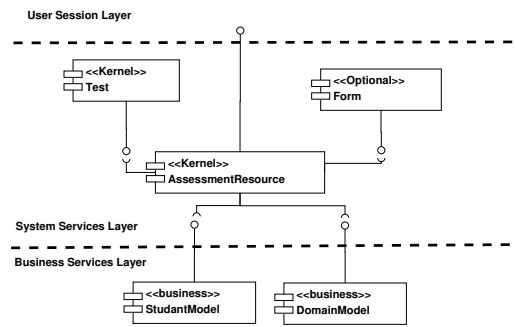 User Session Layer
<<Kernel>>
Test
<<Optional>>
Form
<<Kernel>>
AssessmentResource
System Services Layer
Business Services Layer
<<business>>
StudantModel
<<business>>
DomainModel